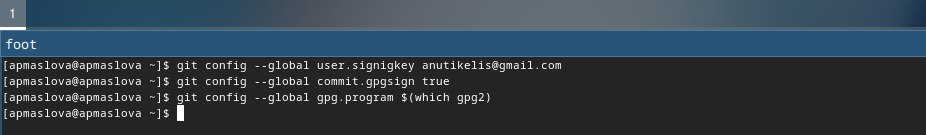 1
foot
[apmaslova@apmaslova ~]$ git config --global user.signigkey anutikelis@gmail.com
[apmaslova@apmaslova ~]$ git config --global commit.gpgsign true
[apmaslova@apmaslova ~]$ git config --global gpg.program $(which gpg2)
[apmaslova@apmaslova ~]$